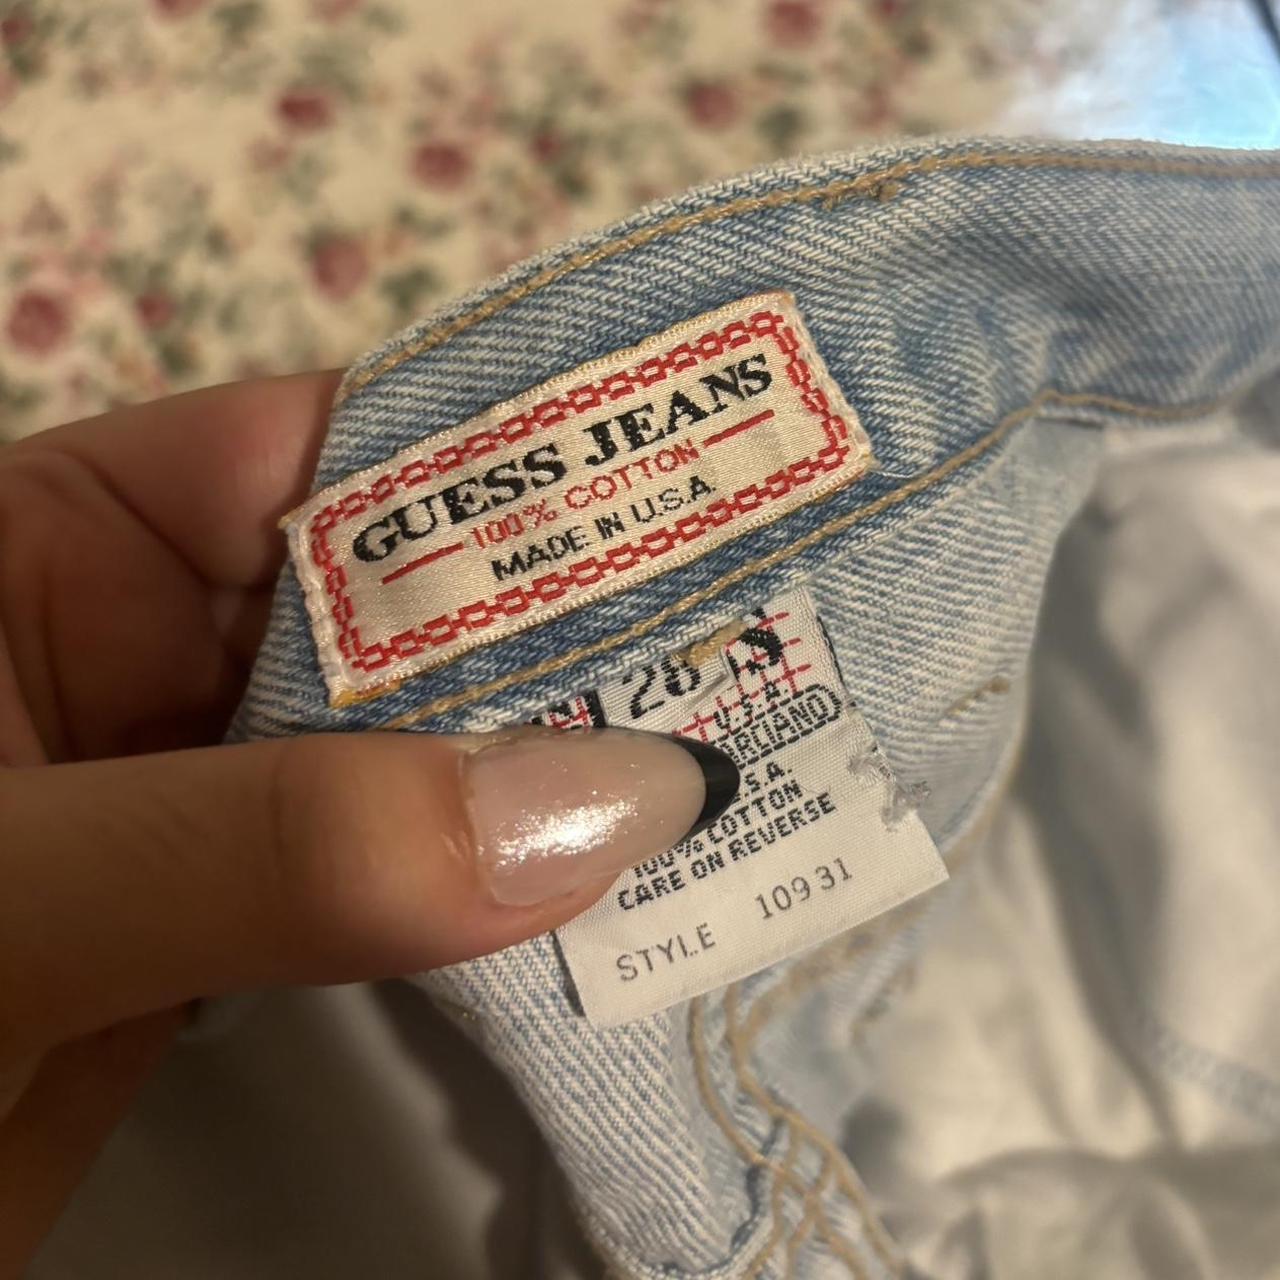 GUESS JEANS
100% COTTON
MADE IN U.S.A.
28
U.S.A.
.S.A.
100% COTTON
CARE ON REVERSE
STYLE 10931